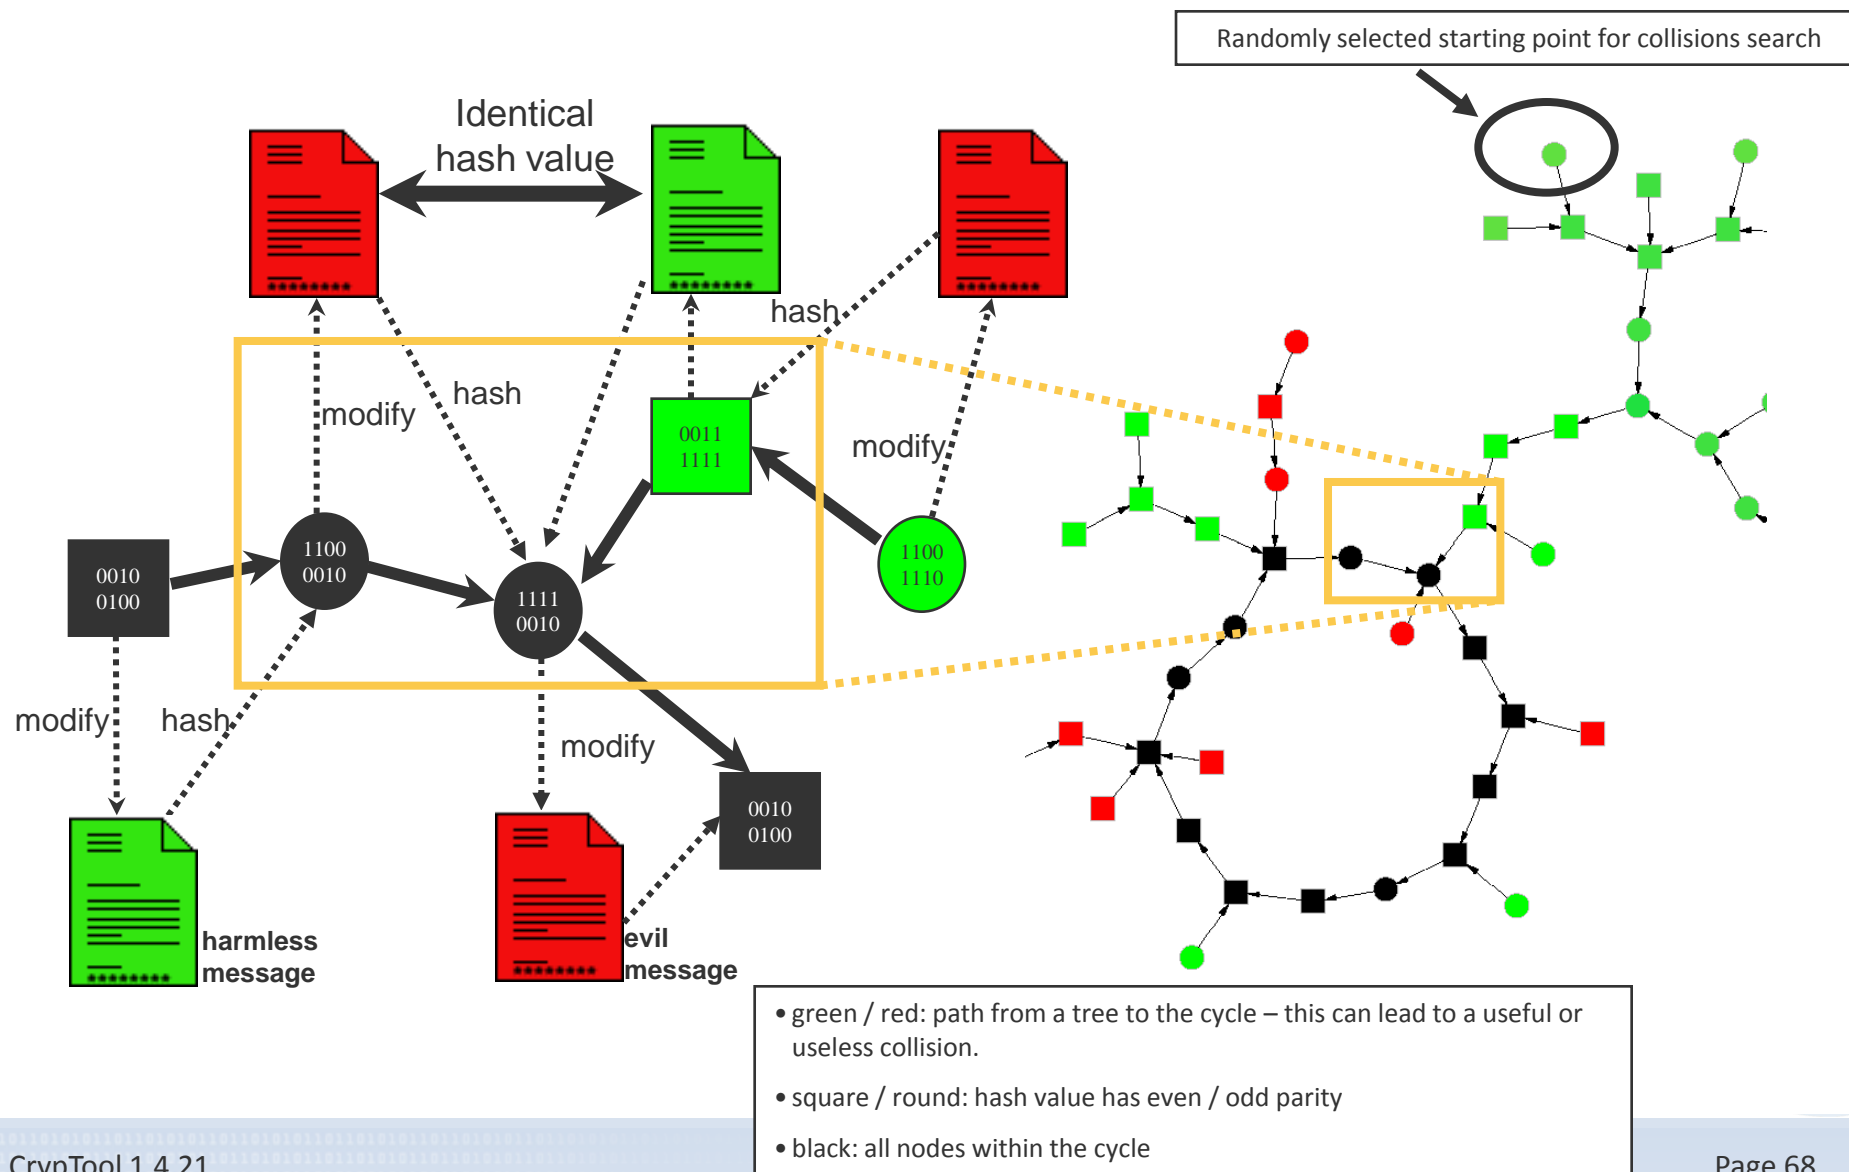 Randomly selected starting point for collisions search
Identical
hash value
hash
hash
modify
modify
0011
1111
1100
0010
1100
1110
0010
0100
1111
0010
modify
hash
modify
0010
0100
harmless
message
evil
message
• green / red: path from a tree to the cycle – this can lead to a useful or
useless collision.
• square / round: hash value has even / odd parity
• black: all nodes within the cycle
CrypTool 1.4.21
Page 68